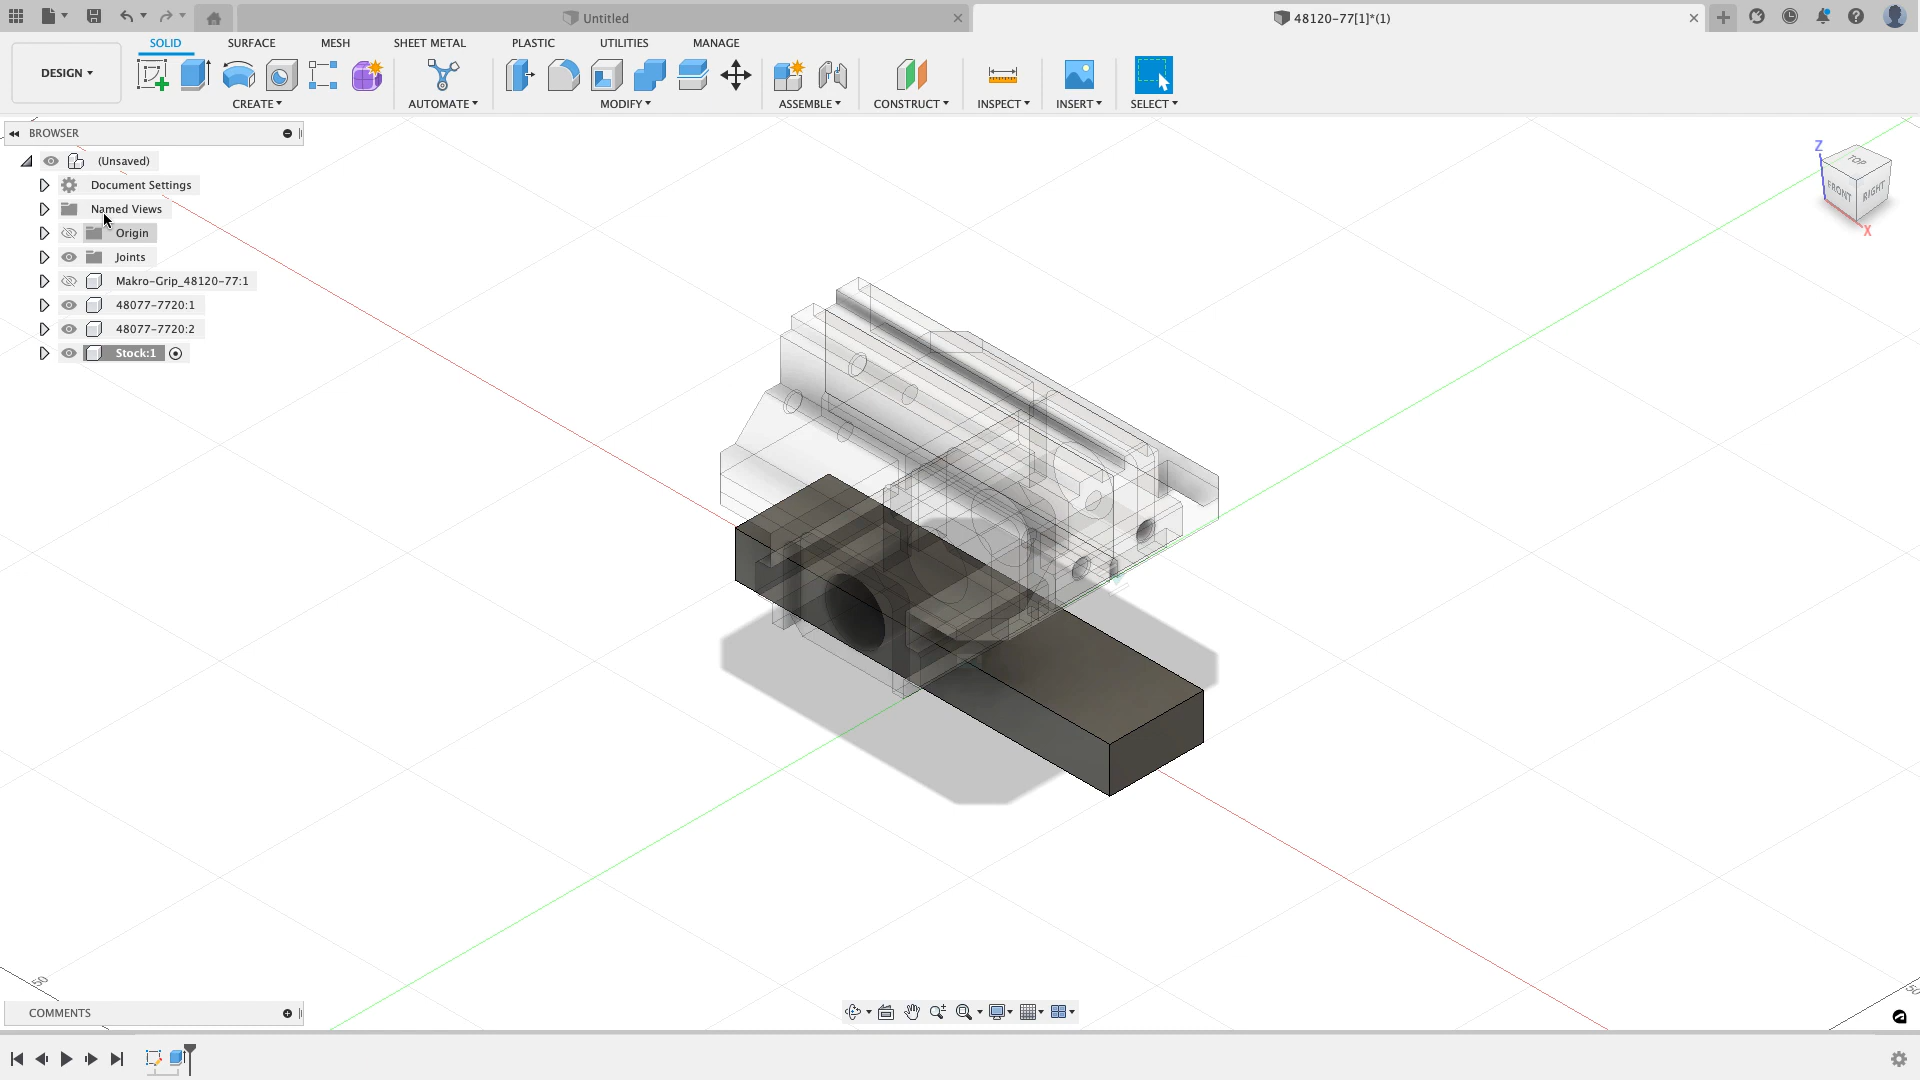 Untitled
48120-77[1]*(1)
SOLID
SURFACE
MESH
SHEET METAL
PLASTIC
UTILITIES
MANAGE
DESIGN
CREATE
AUTOMATE
MODIFY
ASSEMBLE
CONSTRUCT
INSPECT
INSERT
SELECT
BROWSER
(Unsaved)
Document Settings
Named Views
Origin
Joints
Makro-Grip_48120-77:1
48077-7720:1
48077-7720:2
Stock:1
Z
TOP
FRONT
RIGHT
X
50
50
COMMENTS